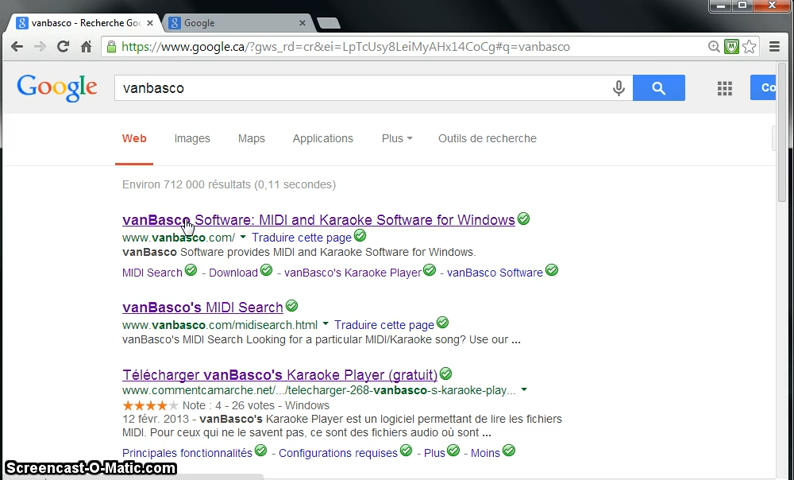 vanbasco - Recherche Goo
Google
https://www.google.ca/?gws_rd=cr&ei=LpTcUsy8LeiMyAHx14CoCg#q=vanbasco
Google
vanbasco
Co
Web Images Maps Applications Plus Outils de recherche
Environ 712 000 résultats (0,11 secondes)
vanBasco Software: MIDI and Karaoke Software for Windows
www.vanbasco.com/ Traduire cette page
vanBasco Software provides MIDI and Karaoke Software for Windows.
MIDI Search - Download - vanBasco's Karaoke Player - vanBasco Software
vanBasco's MIDI Search
www.vanbasco.com/midisearch.html Traduire cette page
vanBasco's MIDI Search Looking for a particular MIDI/Karaoke song? Use our ...
Télécharger vanBasco's Karaoke Player (gratuit)
www.commentcamarche.net/.../telecharger-268-vanbasco-s-karaoke-play...
Note : 4 - 26 votes - Windows
12 févr. 2013 - vanBasco's Karaoke Player est un logiciel permettant de lire les fichiers
MIDI. Pour ceux qui ne le savent pas, ce sont des fichiers audio où sont ...
Principales fonctionnalités - Configurations requises - Plus - Moins
Screencast-O-Matic.com